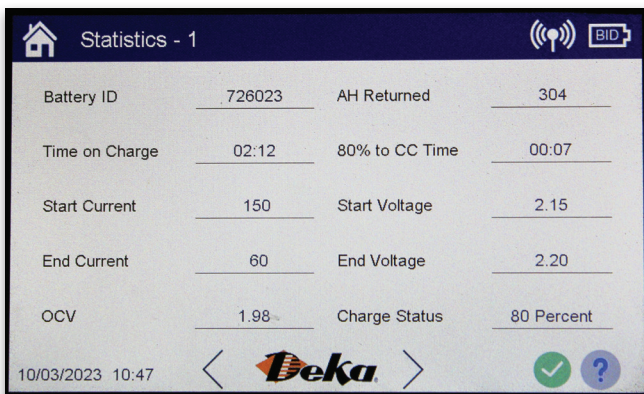 Statistics - 1 BID
Battery ID 726023 AH Returned 304
Time on Charge 02:12 80% to CC Time 00:07
Start Current 150 Start Voltage 2.15
End Current 60 End Voltage 2.20
OCV 1.98 Charge Status 80 Percent
10/03/2023 10:47 < Deka. > ?